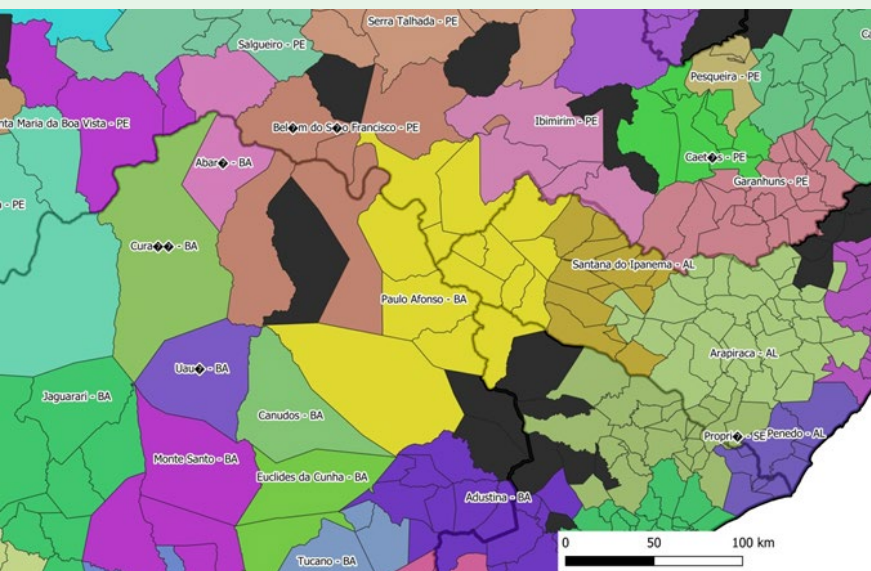 Serra Talhada - PE
Ca
Salgueiro - PE
Pesqueira - PE
nta Maria da Boa Vista - PE
Bel�m do S�o Francisco - PE
Ibimirim - PE
Abar� - BA
Caet�s - PE
Garanhuns - PE
- PE
Cura�� - BA
Santana do Ipanema - AL
Paulo Afonso - BA
Arapiraca - AL
Uau� - BA
Jaguarari - BA
Canudos - BA
Propri� - SE
Penedo - AL
Monte Santo - BA
Euclides da Cunha - BA
Adustina - BA
Tucano - BA
0 50 100 km